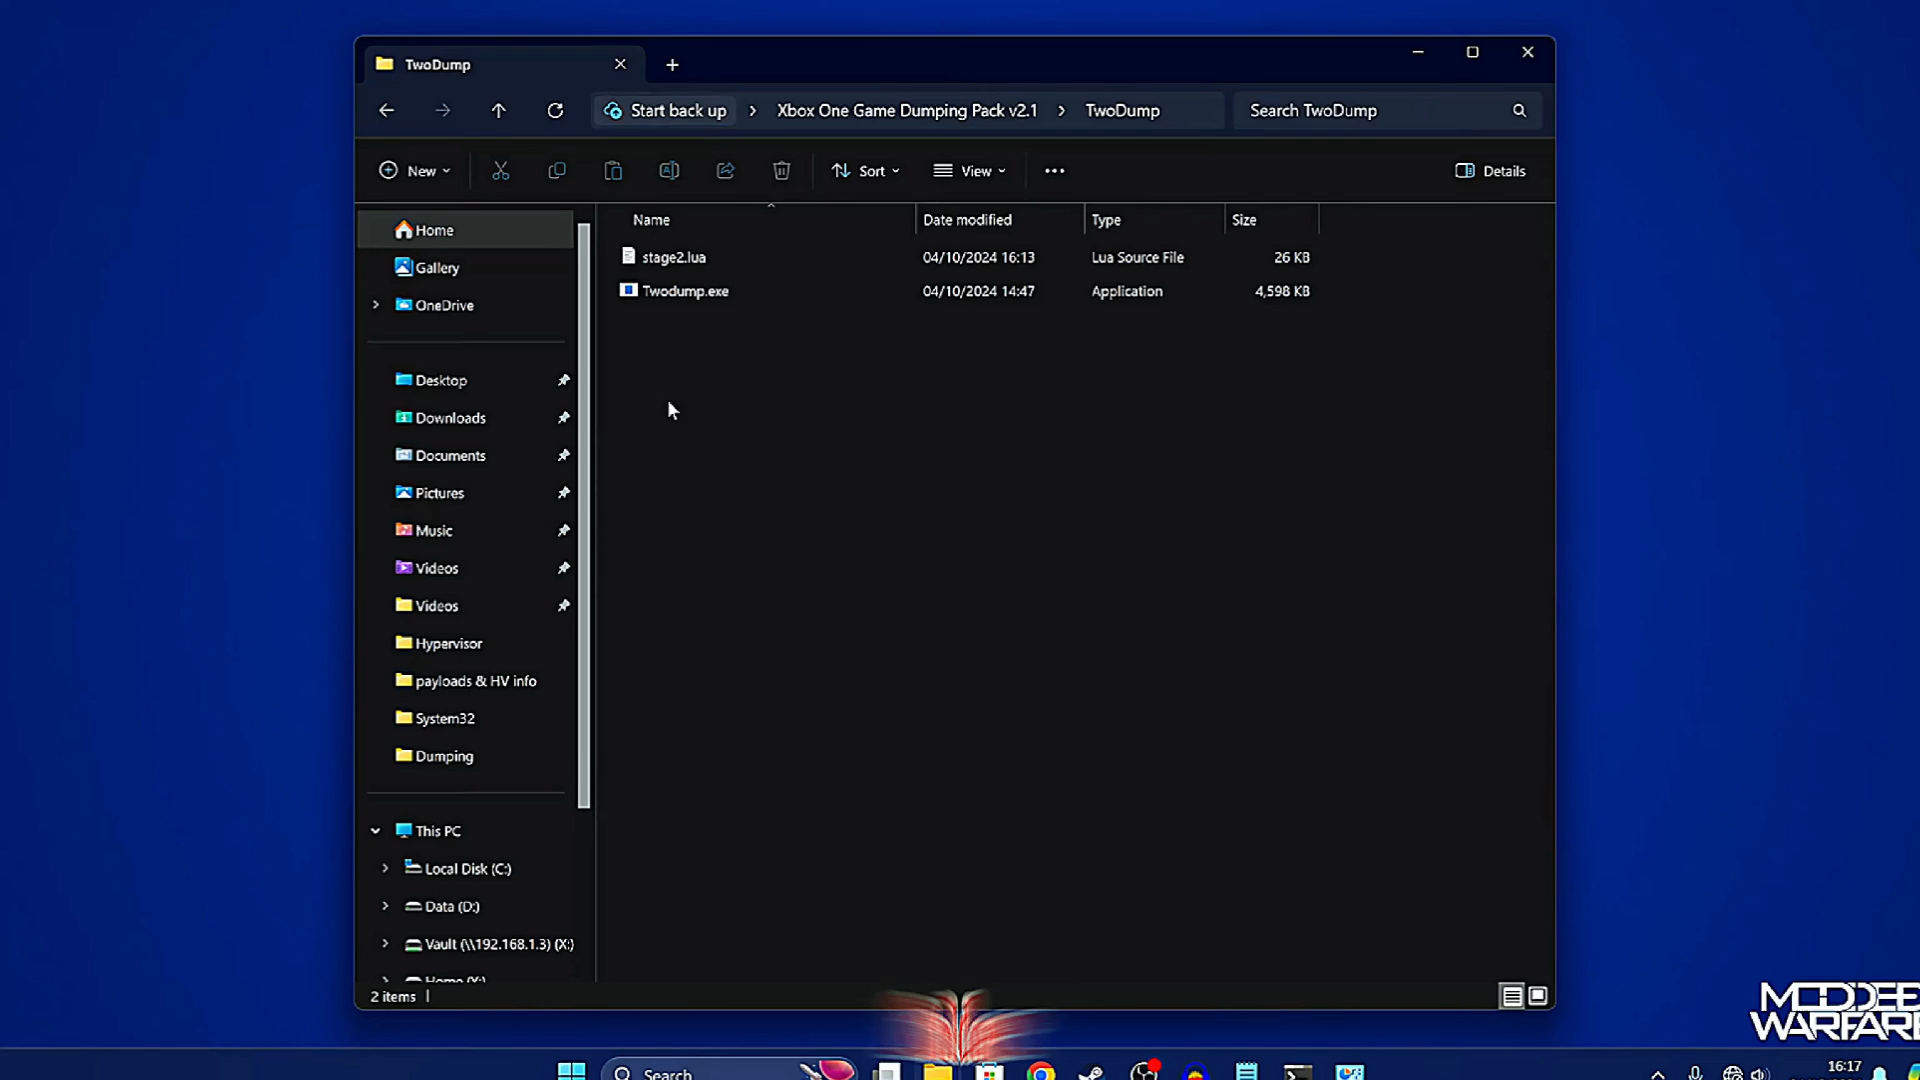 TwoDump
Start back up > Xbox One Game Dumping Pack v2.1 > TwoDump
Search TwoDump
New
Sort
View
Details
Name
Date modified
Type
Size
stage2.lua 04/10/2024 16:13 Lua Source File 26 KB
Twodump.exe 04/10/2024 14:47 Application 4,598 KB
Home
Gallery
OneDrive
Desktop
Downloads
Documents
Pictures
Music
Videos
Videos
Hypervisor
payloads & HV info
System32
Dumping
This PC
Local Disk (C:)
Data (D:)
Vault (\\192.168.1.3) (X:)
2 items
MODDED
WARFARE
Search
16:17